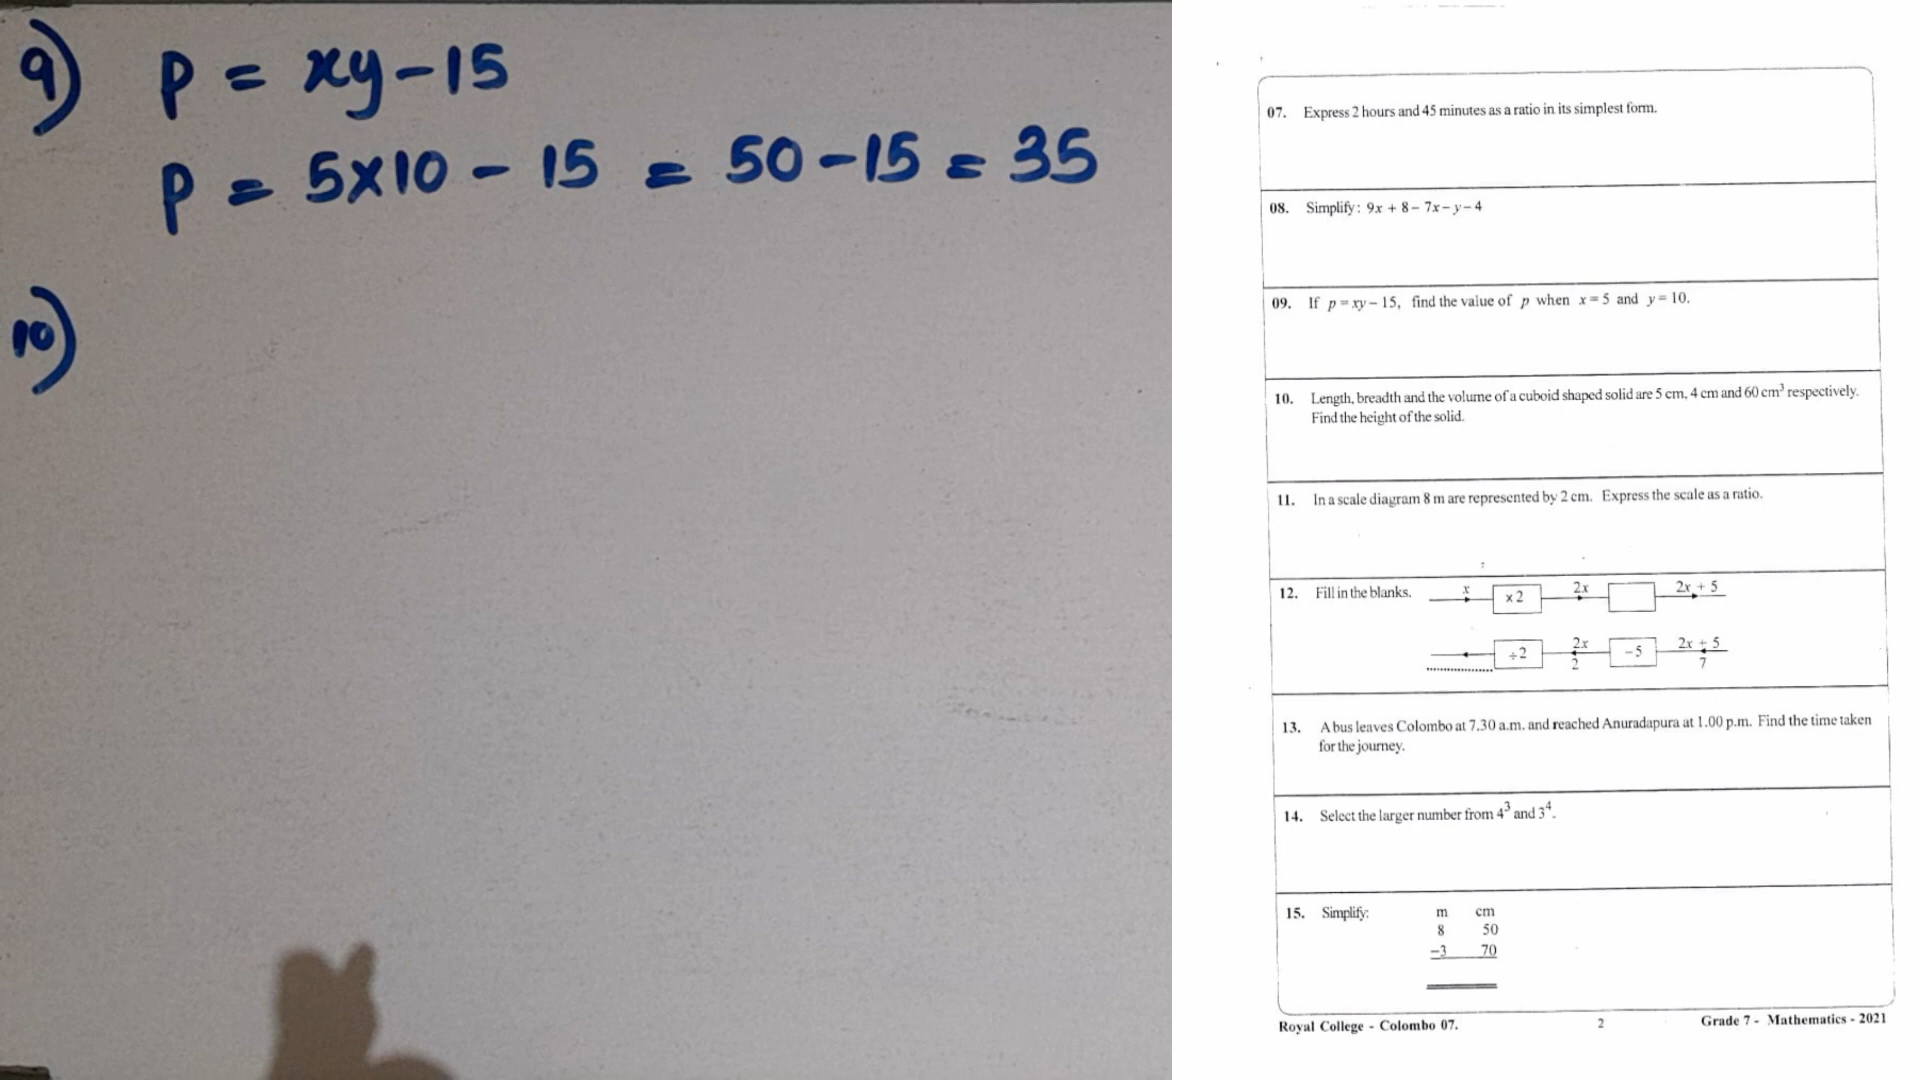 9) p = xy - 15
p = 5x10 - 15 = 50 - 15 = 35
10)
07. Express 2 hours and 45 minutes as a ratio in its simplest form.
08. Simplify: 9x + 8 – 7x – y – 4
09. If p = xy – 15, find the value of p when x = 5 and y = 10.
10. Length, breadth and the volume of a cuboid shaped solid are 5 cm, 4 cm and 60 cm³ respectively.
Find the height of the solid.
11. In a scale diagram 8 m are represented by 2 cm. Express the scale as a ratio.
12. Fill in the blanks. x x 2 2x 2x + 5
÷2 2x 2 –5 2x + 5 7
13. A bus leaves Colombo at 7.30 a.m. and reached Anuradapura at 1.00 p.m. Find the time taken
for the journey.
14. Select the larger number from 4³ and 3⁴.
15. Simplify: m cm
8 50
–3 70
Royal College - Colombo 07. 2 Grade 7 - Mathematics - 2021